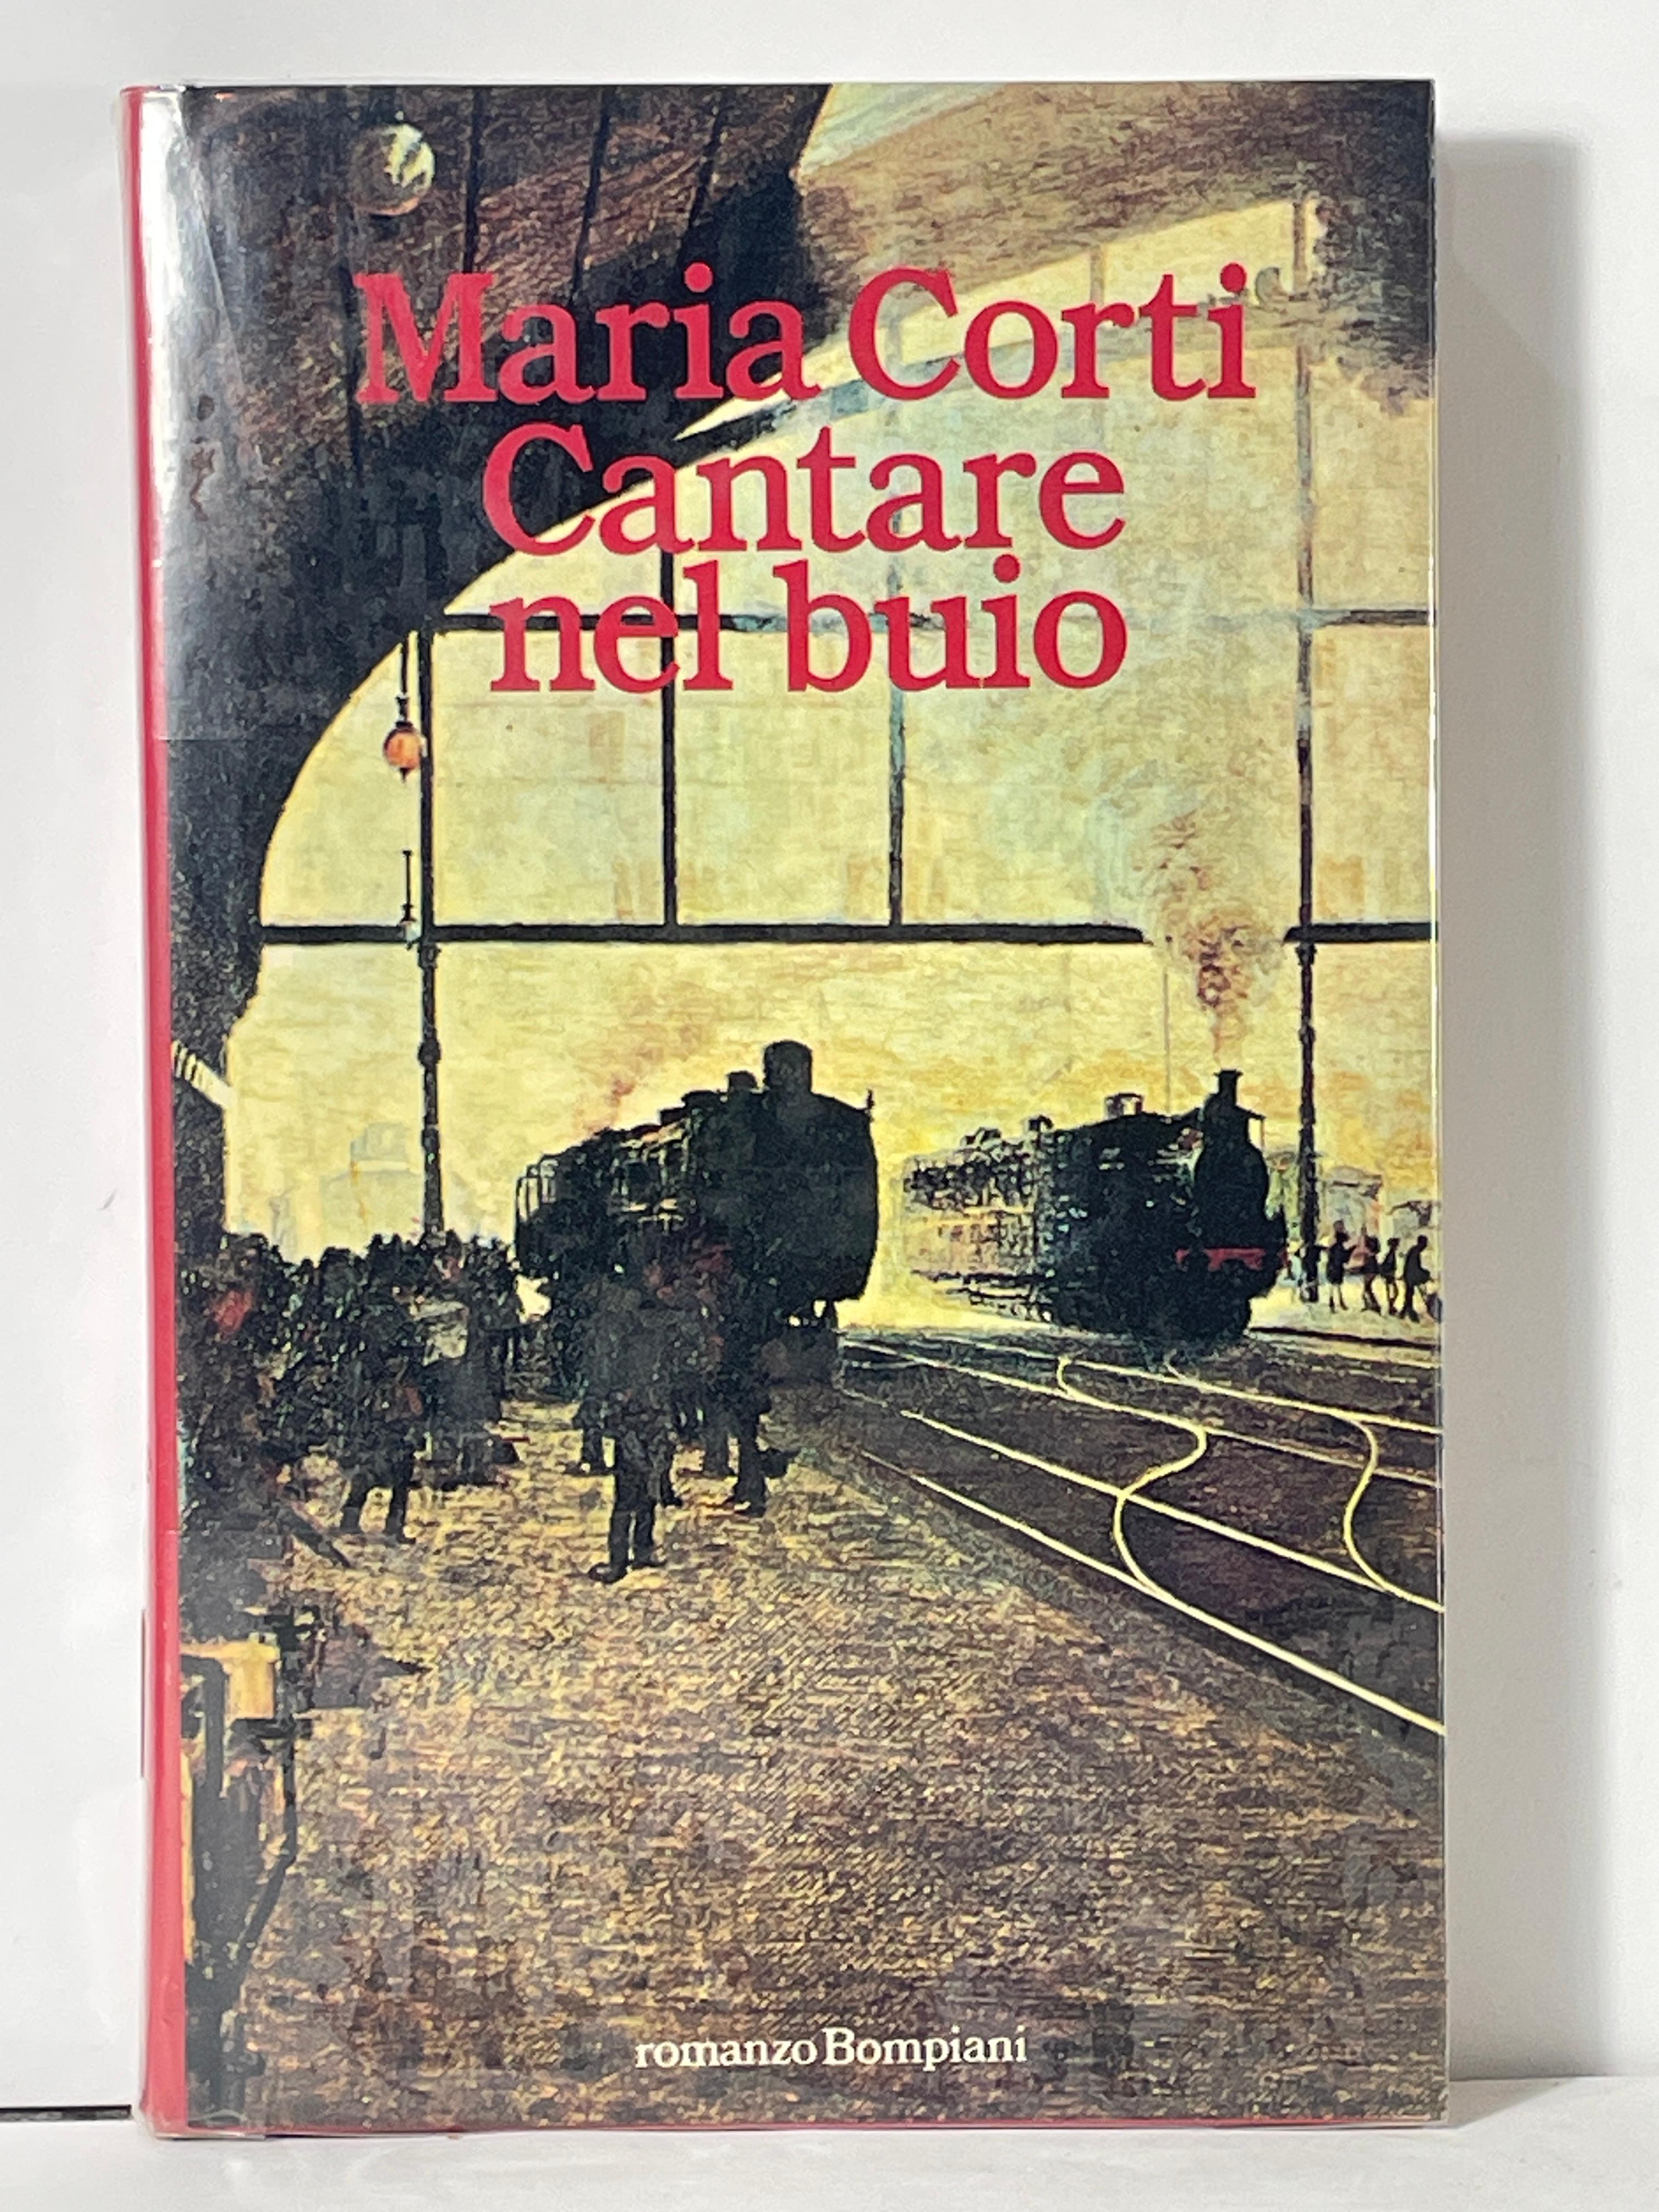 Maria Corti
Cantare
nel buio
romanzo Bompiani